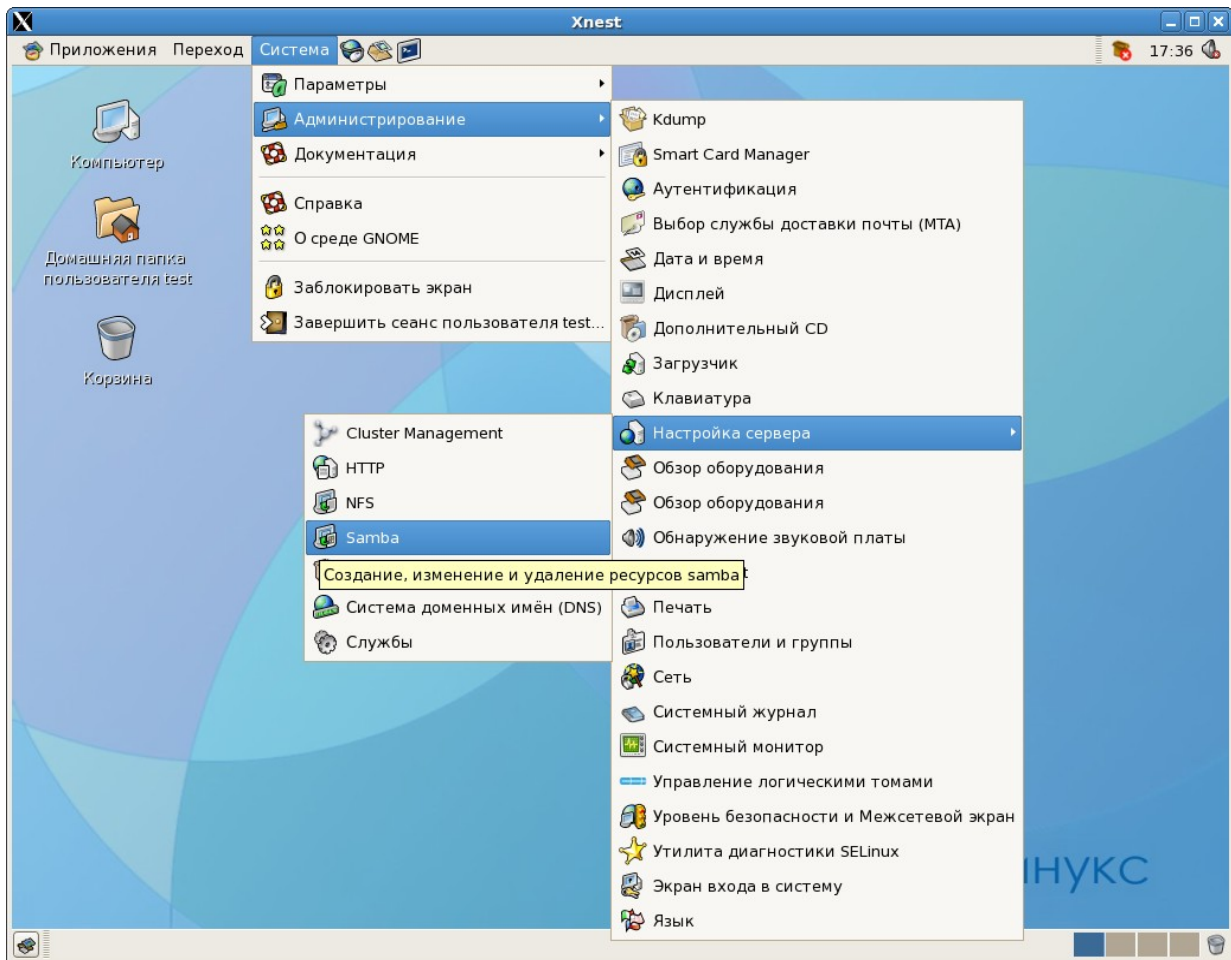 Xnest
Приложения Переход Система 17:36
Параметры
Администрирование
Документация
Справка
О среде GNOME
Заблокировать экран
Завершить сеанс пользователя test...
Компьютер
Домашняя папка
пользователя test
Корзина
Kdump
Smart Card Manager
Аутентификация
Выбор службы доставки почты (MTA)
Дата и время
Дисплей
Дополнительный CD
Загрузчик
Клавиатура
Настройка сервера
Обзор оборудования
Обзор оборудования
Обнаружение звуковой платы
Печать
Пользователи и группы
Сеть
Системный журнал
Системный монитор
Управление логическими томами
Уровень безопасности и Межсетевой экран
Утилита диагностики SELinux
Экран входа в систему
Язык
Cluster Management
HTTP
NFS
Samba
Создание, изменение и удаление ресурсов samba
Система доменных имён (DNS)
Службы